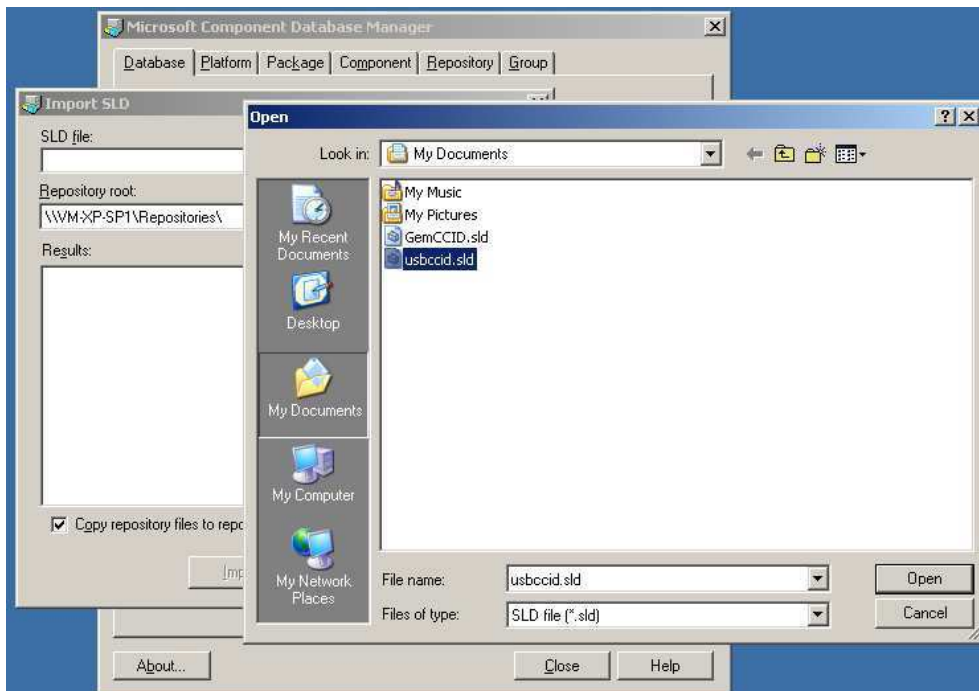 Microsoft Component Database Manager
Database Platform Package Component Repository Group
Import SLD
SLD file:
Repository root:
\\WM-XP-SP1\Repositories\
Results:
Copy repository files to repo
Open
Look in: My Documents
My Recent Documents
Desktop
My Documents
My Computer
My Network Places
My Music
My Pictures
GemCCID.sld
usbccid.sld
File name: usbccid.sld
Files of type: SLD file (*.sld)
Open
Cancel
About... Close Help